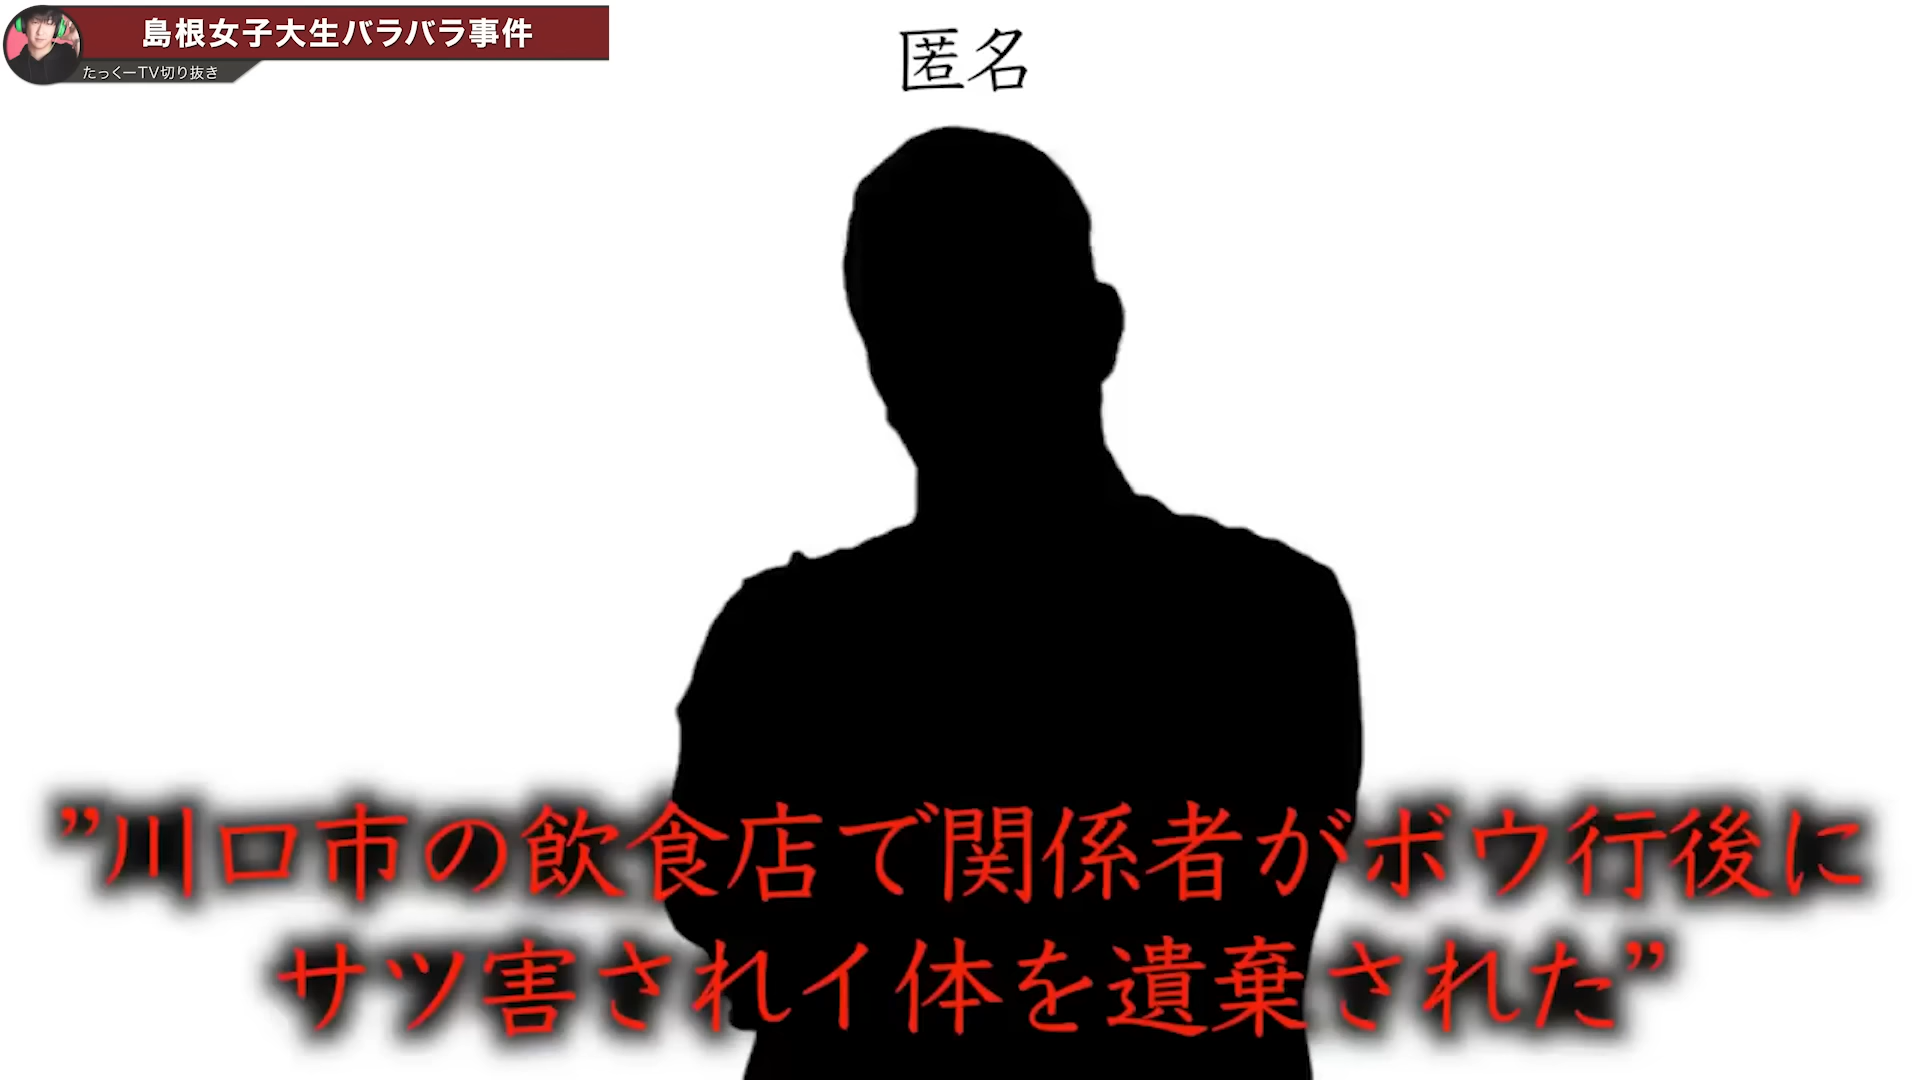 島根女子大生バラバラ事件
たっくーTV切り抜き
匿名
”川口市の飲食店で関係者がボウ行後に
サツ害されイ体を遺棄された”